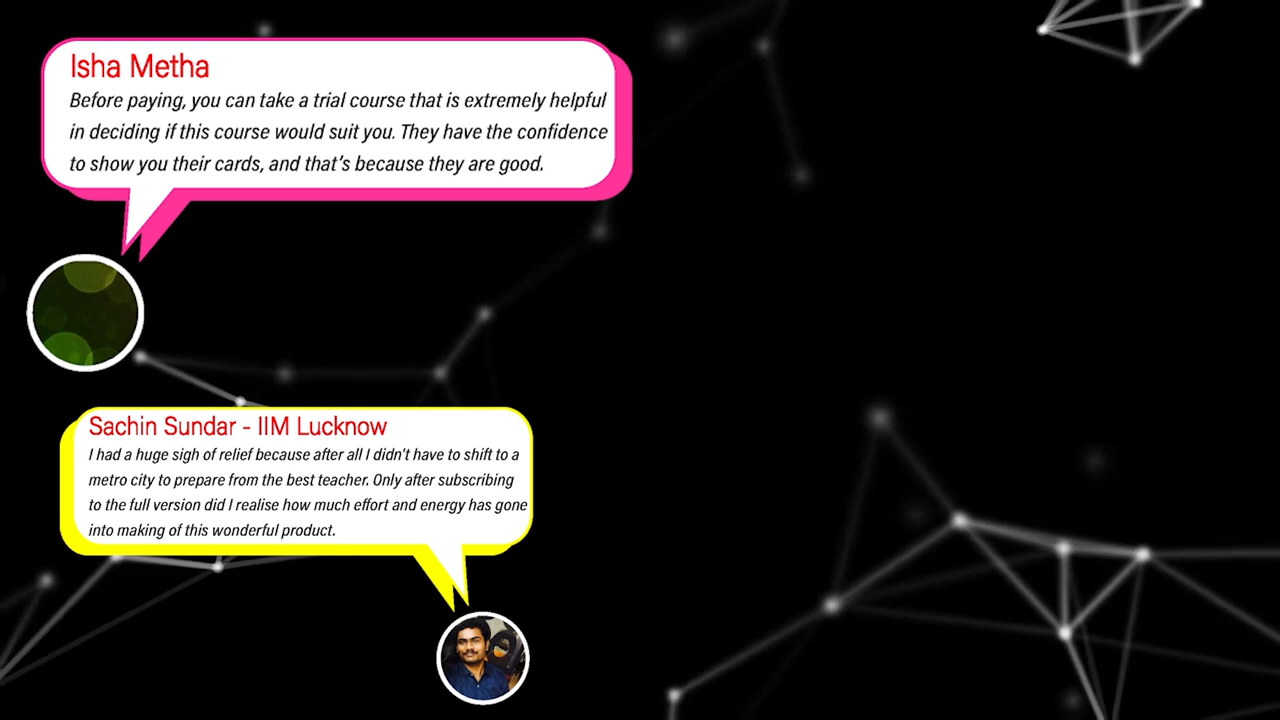 Isha Metha
Before paying, you can take a trial course that is extremely helpful
in deciding if this course would suit you. They have the confidence
to show you their cards, and that's because they are good.
Sachin Sundar - IIM Lucknow
I had a huge sigh of relief because after all I didn't have to shift to a
metro city to prepare from the best teacher. Only after subscribing
to the full version did I realise how much effort and energy has gone
into making of this wonderful product.